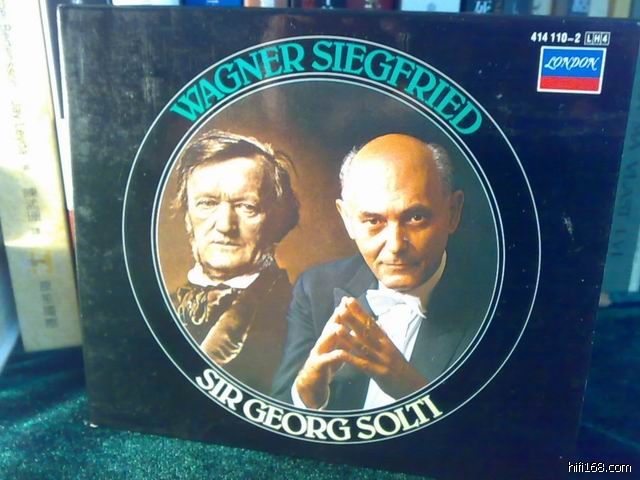 414 110-2 LH4
LONDON
WAGNER SIEGFRIED
SIR GEORG SOLTI
hifi168.com